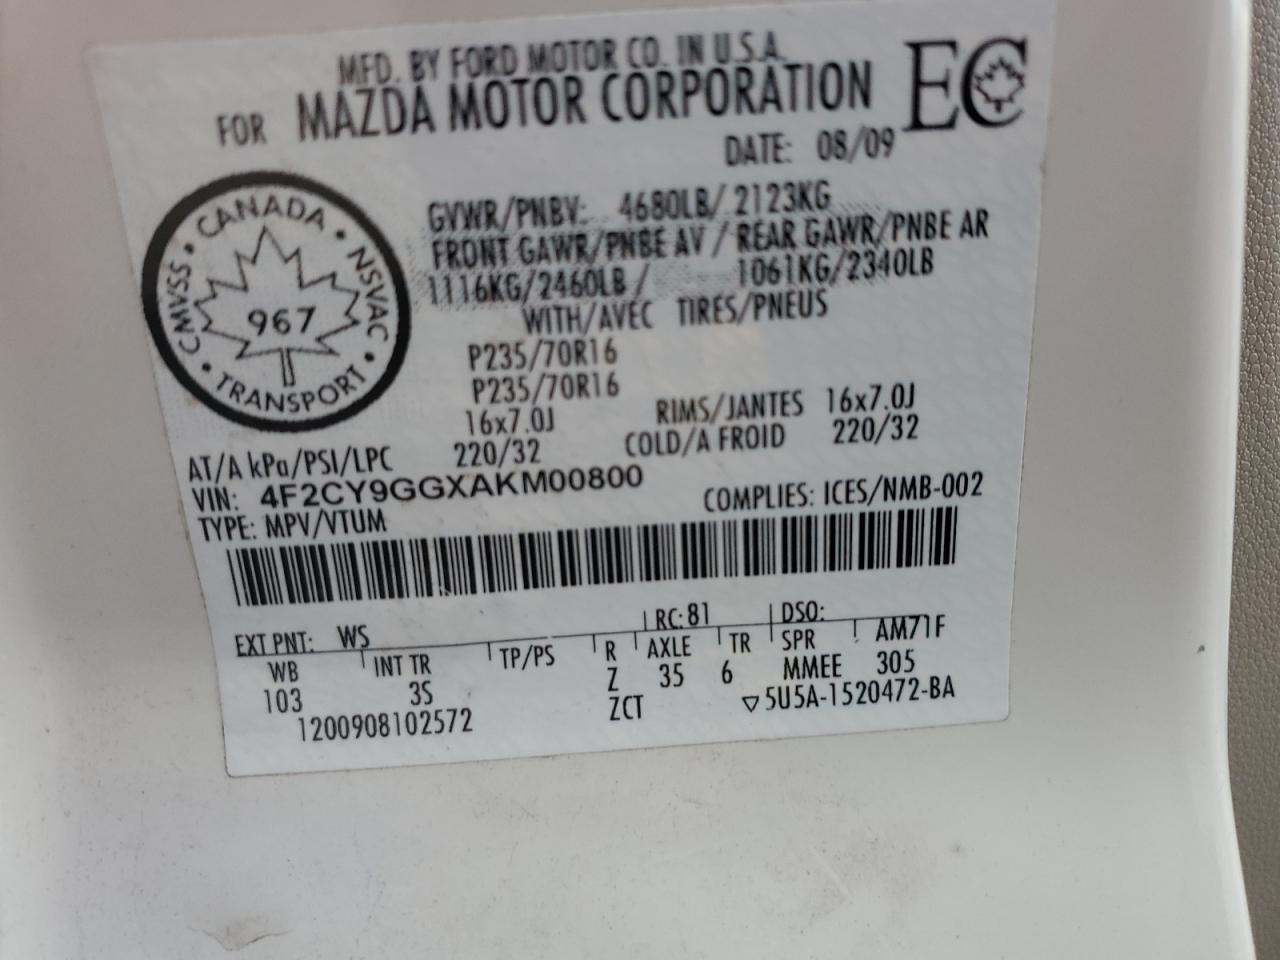 MFD. BY FORD MOTOR CO. IN U.S.A.
FOR MAZDA MOTOR CORPORATION
EC
DATE: 08/09
CANADA
CMVSS • NSVAC
967
TRANSPORT
GVWR/PNBV: 4680LB/ 2123KG
FRONT GAWR/PNBE AV / REAR GAWR/PNBE AR
1116KG/2460LB / 1061KG/2340LB
WITH/AVEC TIRES/PNEUS
P235/70R16
P235/70R16
16x7.0J RIMS/JANTES 16x7.0J
AT/A kPa/PSI/LPC 220/32 COLD/A FROID 220/32
VIN: 4F2CY9GGXAKM00800
TYPE: MPV/VTUM COMPLIES: ICES/NMB-002
EXT PNT: WS RC: 81 DSO:
WB INT TR TP/PS R AXLE TR SPR AM71F
103 3S Z 35 6 MMEE 305
1200908102572 ZCT ▽5U5A-1520472-BA